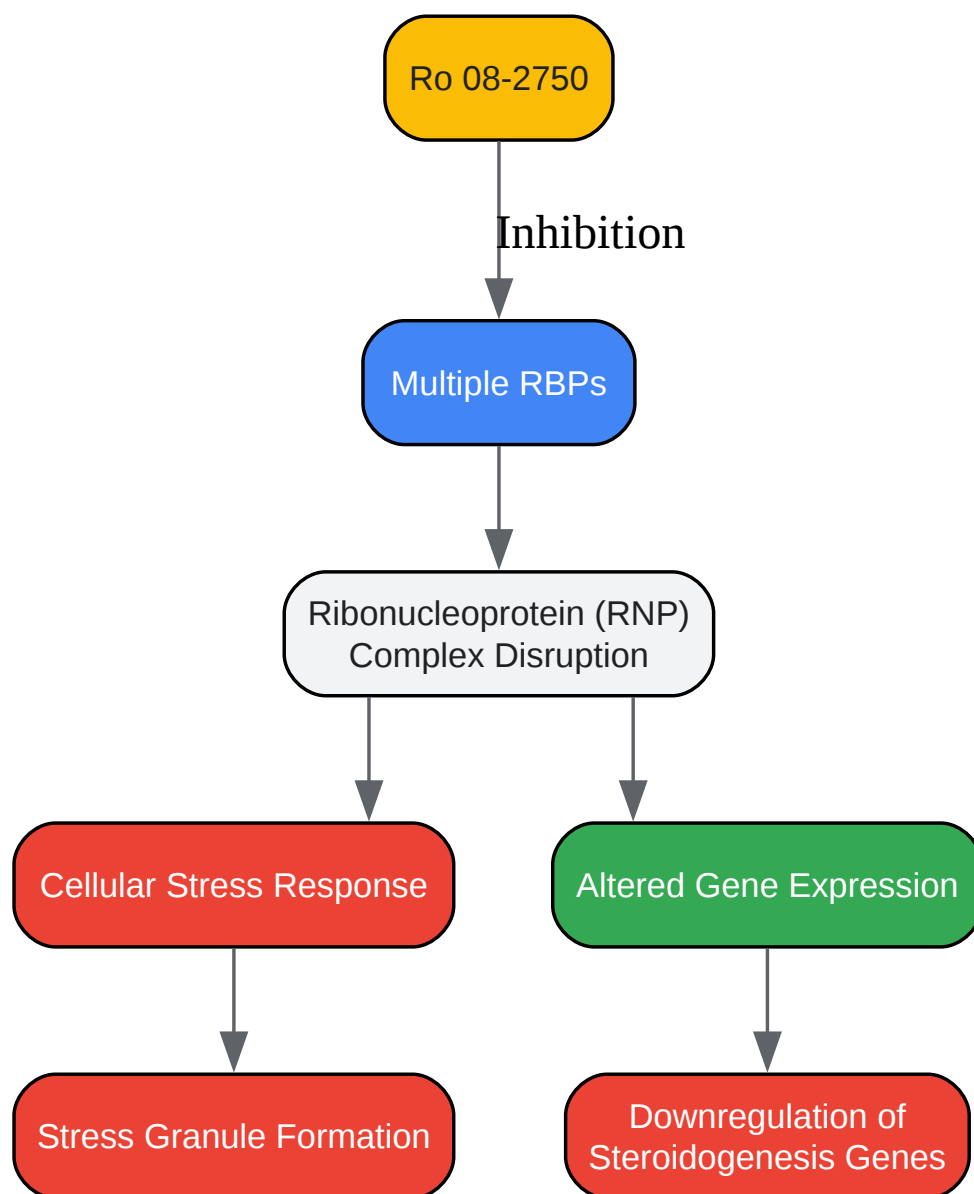 Ro 08-2750
Inhibition
Multiple RBPs
Ribonucleoprotein (RNP)
Complex Disruption
Cellular Stress Response
Altered Gene Expression
Stress Granule Formation
Downregulation of
Steroidogenesis Genes